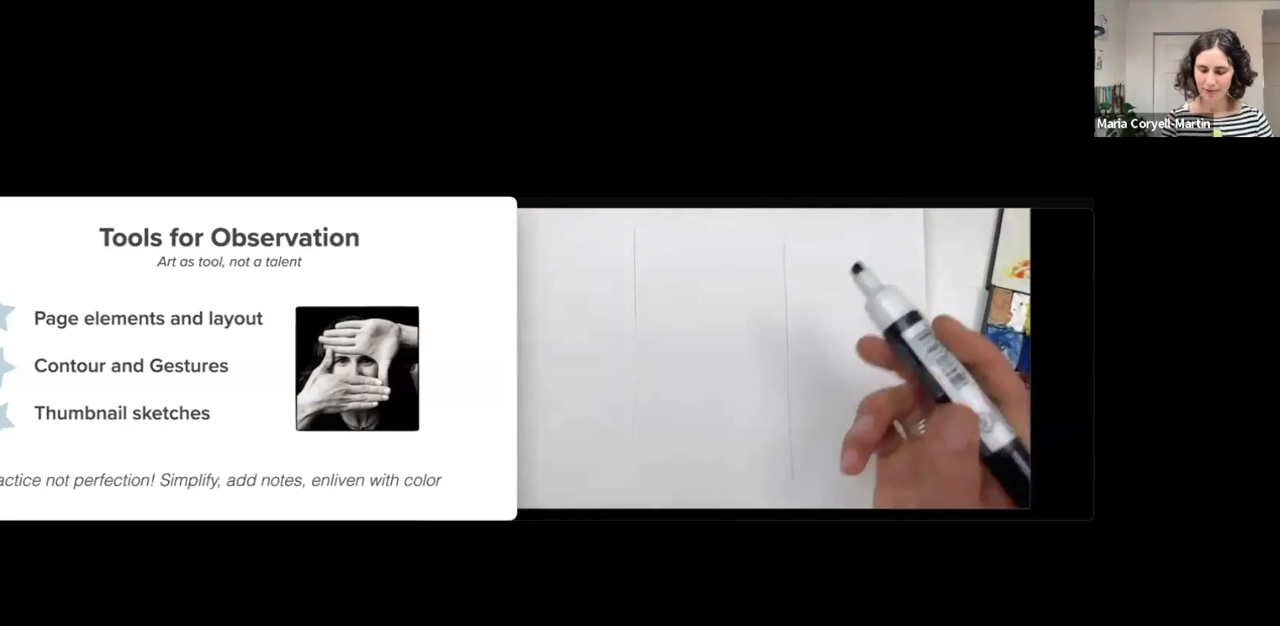 Maria Coryell-Martin
Tools for Observation
Art as tool, not a talent
Page elements and layout
Contour and Gestures
Thumbnail sketches
actice not perfection! Simplify, add notes, enliven with color